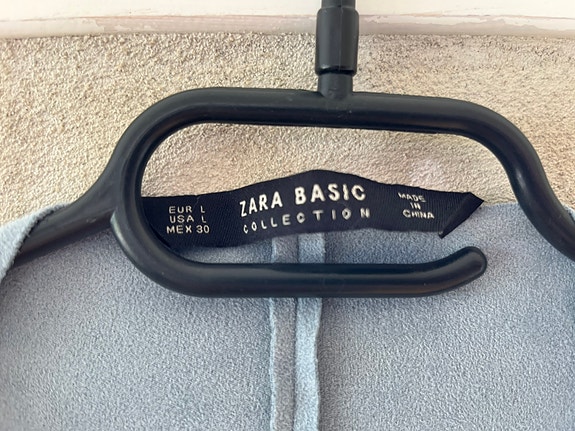 EUR L
USA L
MEX 30
ZARA BASIC
COLLECTION
MADE
IN
CHINA